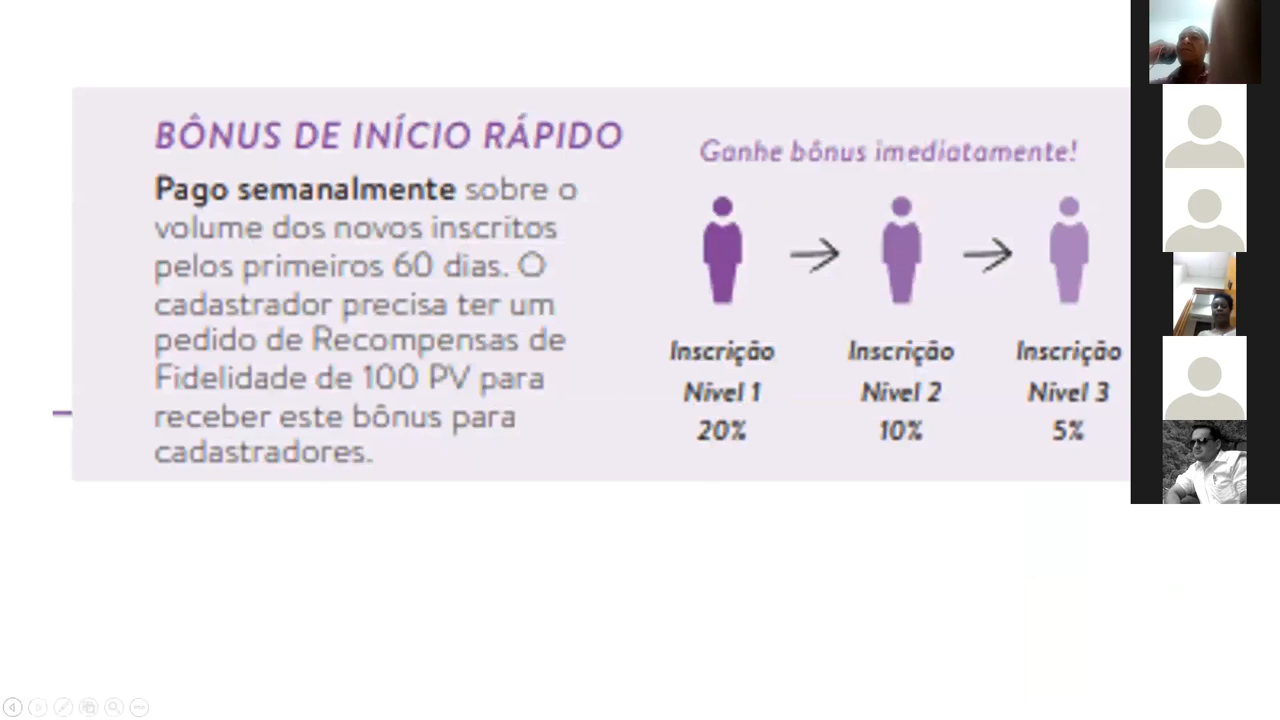 BÔNUS DE INÍCIO RÁPIDO
Pago semanalmente sobre o
volume dos novos inscritos
pelos primeiros 60 dias. O
cadastrador precisa ter um
pedido de Recompensas de
Fidelidade de 100 PV para
receber este bônus para
cadastradores.
Ganhe bônus imediatamente!
Inscrição
Nível 1
20%
Inscrição
Nível 2
10%
Inscrição
Nível 3
5%